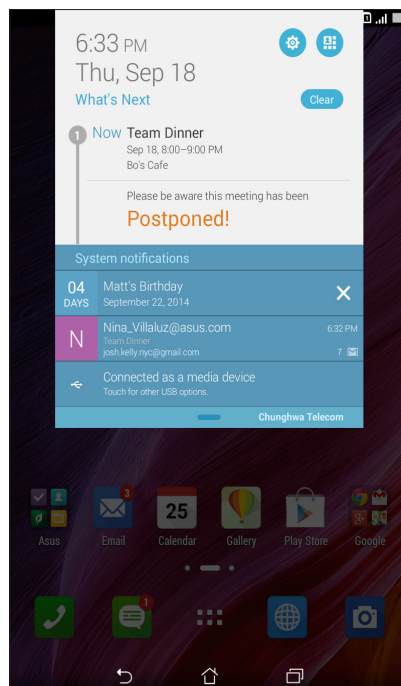 6:33 PM
Thu, Sep 18
What's Next
Clear
1
Now Team Dinner
Sep 18, 8:00–9:00 PM
Bo's Cafe
Please be aware this meeting has been
Postponed!
System notifications
04
DAYS
Matt's Birthday
September 22, 2014
N
Nina_Villaluz@asus.com
6:32 PM
Team Dinner
josh.kelly.nyc@gmail.com
7
Connected as a media device
Touch for other USB options.
Chunghwa Telecom
3
25
8
Asus
Email
Calendar
Gallery
Play Store
Google
1